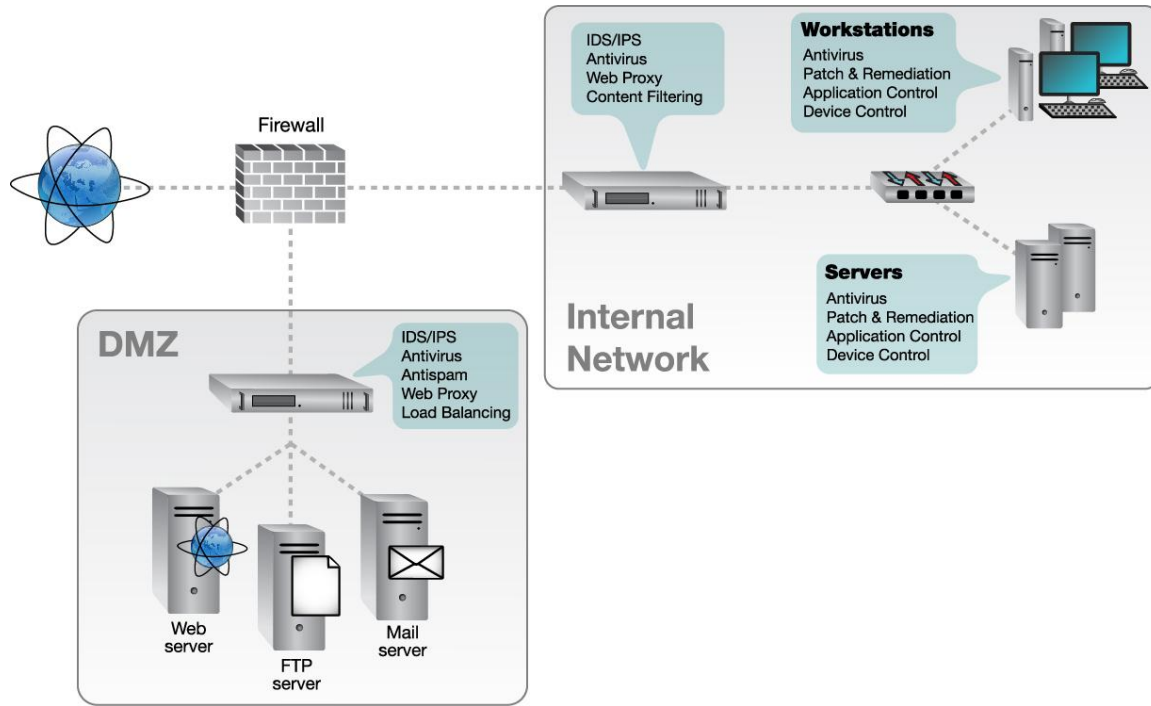 Firewall
IDS/IPS
Antivirus
Web Proxy
Content Filtering
Workstations
Antivirus
Patch & Remediation
Application Control
Device Control
Servers
Antivirus
Patch & Remediation
Application Control
Device Control
Internal
Network
DMZ
IDS/IPS
Antivirus
Antispam
Web Proxy
Load Balancing
Web
server
FTP
server
Mail
server